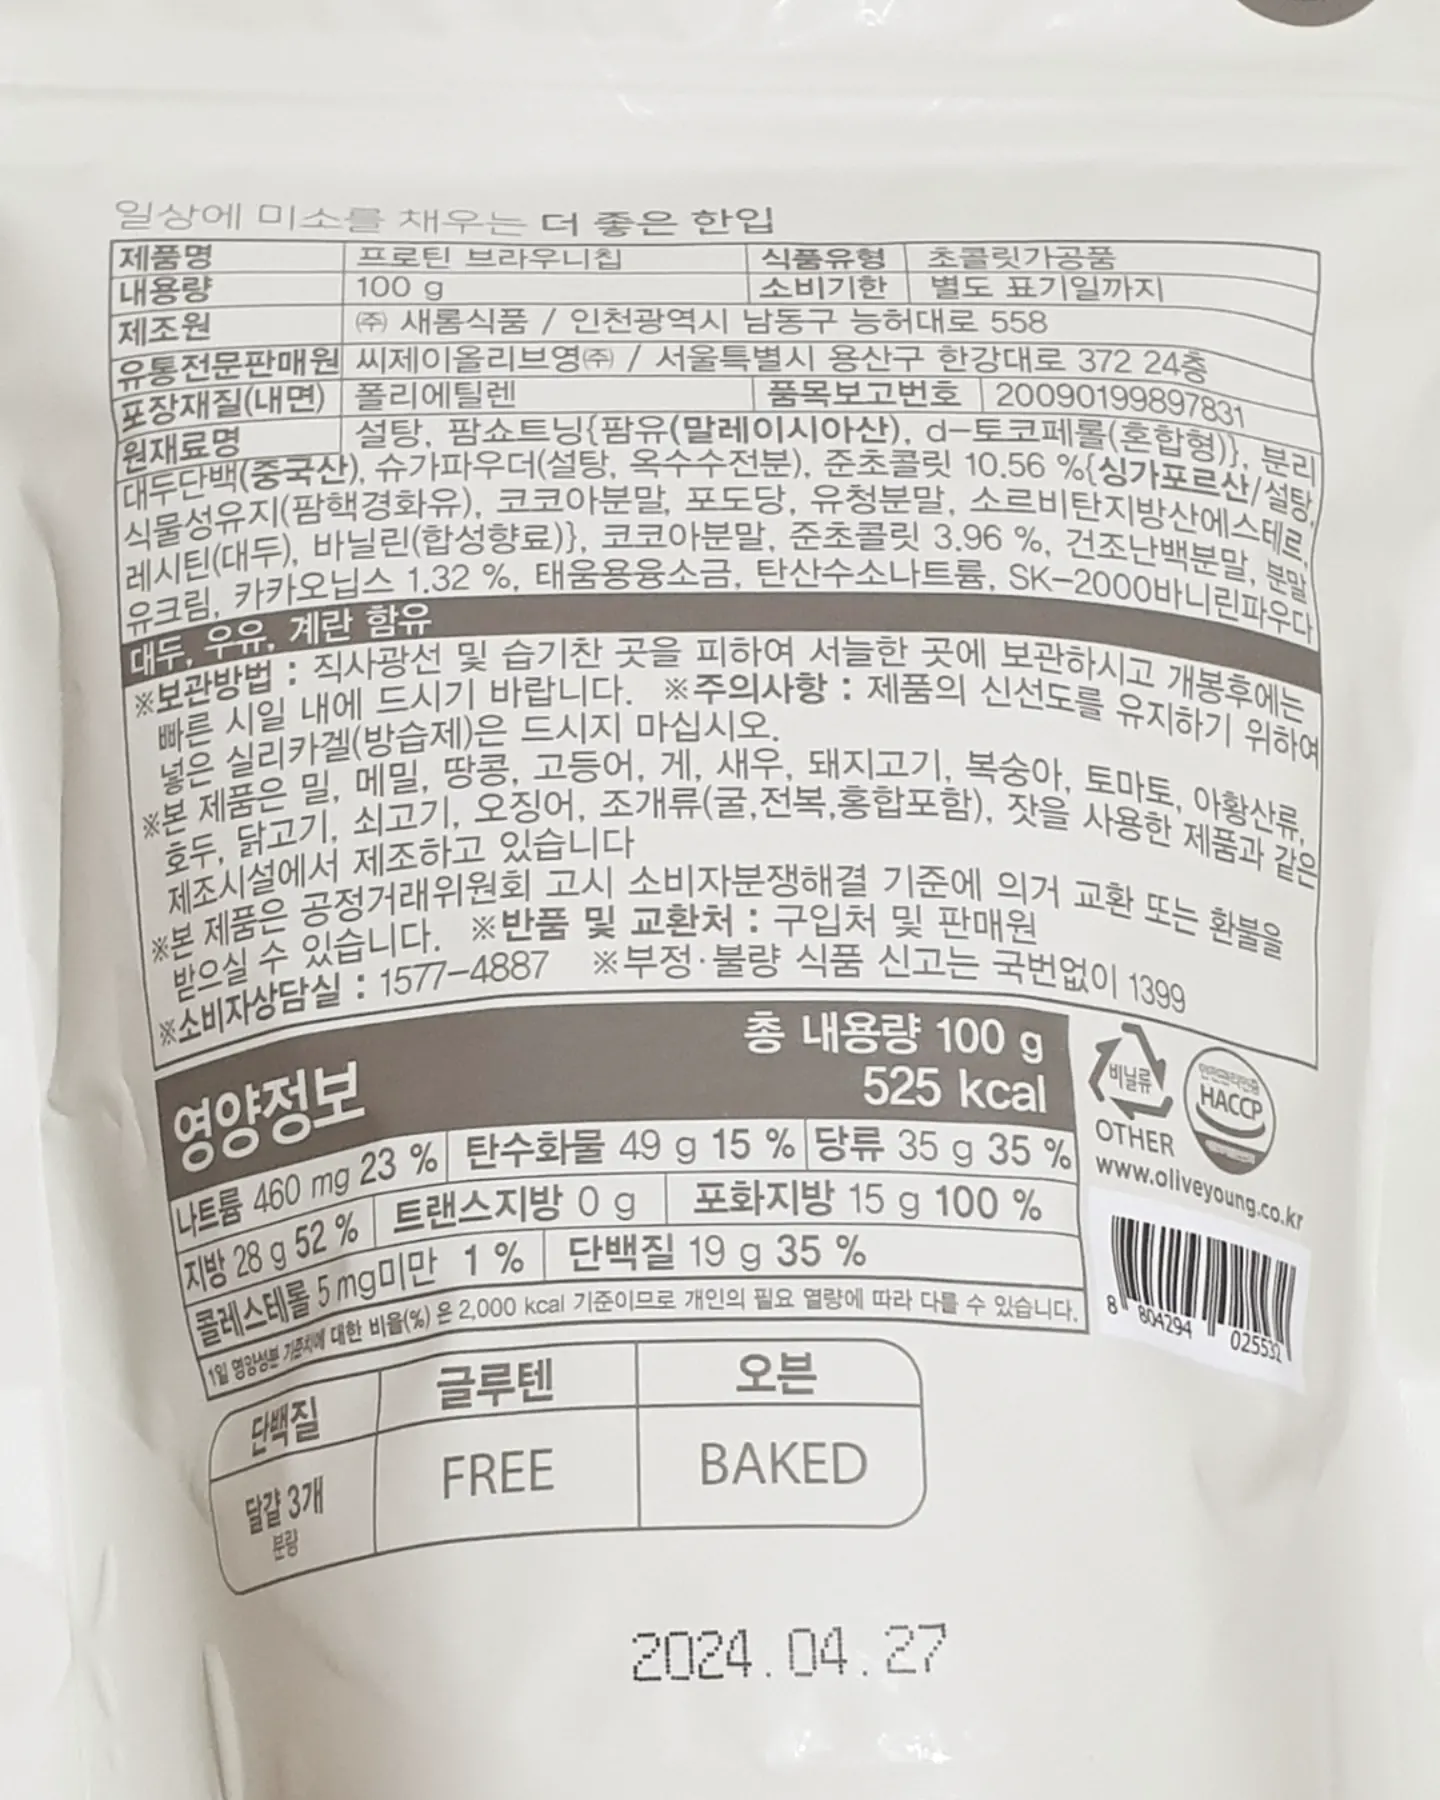 일상에 미소를 채우는 더 좋은 한입
제품명 프로틴 브라우니칩 식품유형 초콜릿가공품
내용량 100 g 소비기한 별도 표기일까지
제조원 ㈜ 새롬식품 / 인천광역시 남동구 능허대로 558
유통전문판매원 씨제이올리브영㈜ / 서울특별시 용산구 한강대로 372 24층
포장재질(내면) 폴리에틸렌 품목보고번호 20090199897831
원재료명 설탕, 팜쇼트닝{팜유(말레이시아산), d-토코페롤(혼합형)}, 분리
대두단백(중국산), 슈가파우더(설탕, 옥수수전분), 준초콜릿 10.56 %{싱가포르산/설탕,
식물성유지(팜핵경화유), 코코아분말, 포도당, 유청분말, 소르비탄지방산에스테르,
레시틴(대두), 바닐린(합성향료)}, 코코아분말, 준초콜릿 3.96 %, 건조난백분말, 분말
유크림, 카카오닙스 1.32 %, 태움용융소금, 탄산수소나트륨, SK-2000바니린파우다
대두, 우유, 계란 함유
※보관방법 : 직사광선 및 습기찬 곳을 피하여 서늘한 곳에 보관하시고 개봉후에는
빠른 시일 내에 드시기 바랍니다. ※주의사항 : 제품의 신선도를 유지하기 위하여
넣은 실리카겔(방습제)은 드시지 마십시오.
※본 제품은 밀, 메밀, 땅콩, 고등어, 게, 새우, 돼지고기, 복숭아, 토마토, 아황산류,
호두, 닭고기, 쇠고기, 오징어, 조개류(굴,전복,홍합포함), 잣을 사용한 제품과 같은
제조시설에서 제조하고 있습니다
※본 제품은 공정거래위원회 고시 소비자분쟁해결 기준에 의거 교환 또는 환불을
받으실 수 있습니다. ※반품 및 교환처 : 구입처 및 판매원
※소비자상담실 : 1577-4887 ※부정·불량 식품 신고는 국번없이 1399
영양정보 총 내용량 100 g
525 kcal
나트륨 460 mg 23 % 탄수화물 49 g 15 % 당류 35 g 35 %
지방 28 g 52 % 트랜스지방 0 g 포화지방 15 g 100 %
콜레스테롤 5 mg미만 1 % 단백질 19 g 35 %
1일 영양성분 기준치에 대한 비율(%)은 2,000 kcal 기준이므로 개인의 필요 열량에 따라 다를 수 있습니다.
비닐류
OTHER
안전관리인증
HACCP
www.oliveyoung.co.kr
8 804294 025532
단백질 글루텐 오븐
달걀 3개 FREE BAKED
분량
2024.04.27